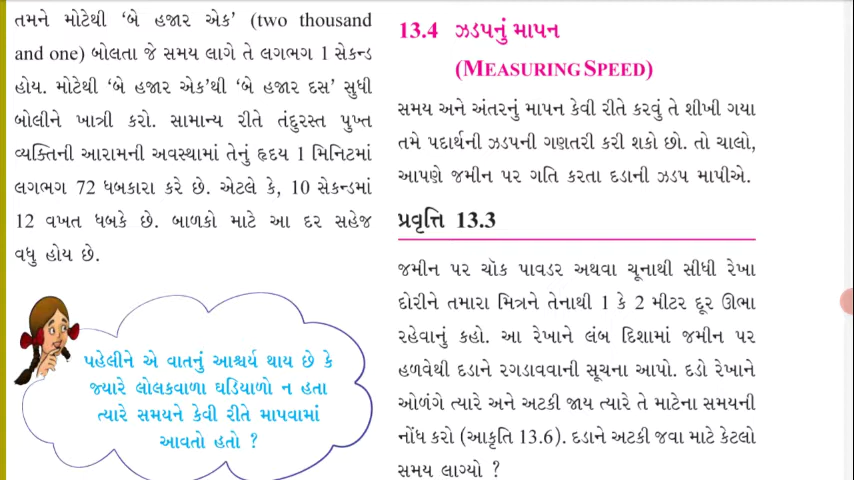 તમને મોટેથી ‘બે હજાર એક’ (two thousand
and one) બોલતા જે સમય લાગે તે લગભગ 1 સેકન્ડ
હોય. મોટેથી ‘બે હજાર એક’થી ‘બે હજાર દસ’ સુધી
બોલીને ખાત્રી કરો. સામાન્ય રીતે તંદુરસ્ત પુખ્ત
વ્યક્તિની આરામની અવસ્થામાં તેનું હૃદય 1 મિનિટમાં
લગભગ 72 ધબકારા કરે છે. એટલે કે, 10 સેકન્ડમાં
12 વખત ધબકે છે. બાળકો માટે આ દર સહેજ
વધુ હોય છે.
પહેલીને એ વાતનું આશ્ચર્ય થાય છે કે
જ્યારે લોલકવાળા ઘડિયાળો ન હતા
ત્યારે સમયને કેવી રીતે માપવામાં
આવતો હતો ?
13.4 ઝડપનું માપન
(MEASURING SPEED)
સમય અને અંતરનું માપન કેવી રીતે કરવું તે શીખી ગયા
તમે પદાર્થની ઝડપની ગણતરી કરી શકો છો. તો ચાલો,
આપણે જમીન પર ગતિ કરતા દડાની ઝડપ માપીએ.
પ્રવૃત્તિ 13.3
જમીન પર ચૉક પાવડર અથવા ચૂનાથી સીધી રેખા
દોરીને તમારા મિત્રને તેનાથી 1 કે 2 મીટર દૂર ઊભા
રહેવાનું કહો. આ રેખાને લંબ દિશામાં જમીન પર
હળવેથી દડાને રગડાવવાની સૂચના આપો. દડો રેખાને
ઓળંગે ત્યારે અને અટકી જાય ત્યારે તે માટેના સમયની
નોંધ કરો (આકૃતિ 13.6). દડાને અટકી જવા માટે કેટલો
સમય લાગ્યો ?